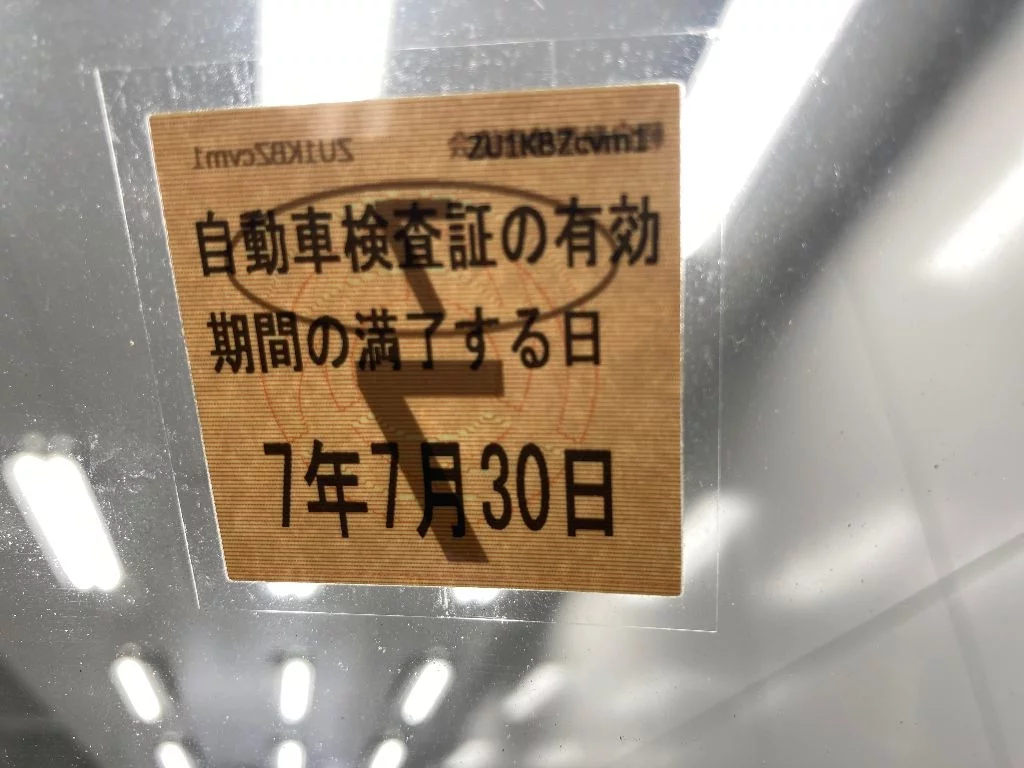 ZU1KBZcvm1
ZU1KBZcvm1
自動車検査証の有効
期間の満了する日
7年7月30日